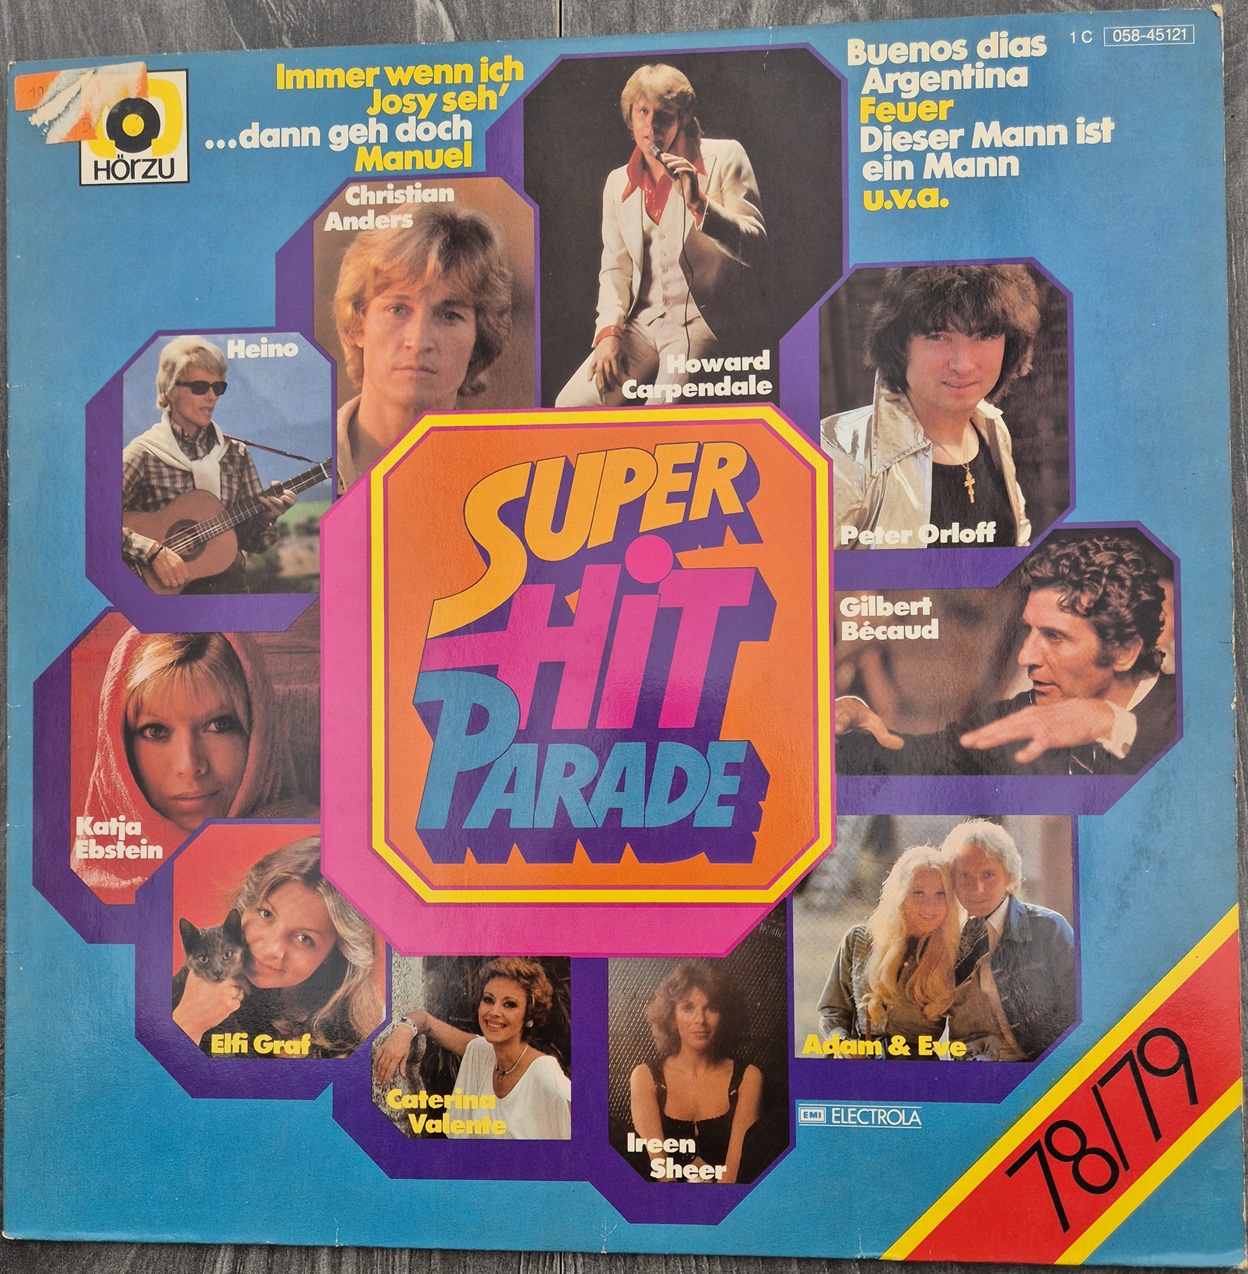 HÖRZU
Immer wenn ich
Josy seh'
...dann geh doch
Manuel
Buenos dias
Argentina
Feuer
Dieser Mann ist
ein Mann
u.v.a.
1 C 058-45121
Christian
Anders
Howard
Carpendale
Heino
Peter Orloff
SUPER
HiT
PARADE
Gilbert
Bécaud
Katja
Ebstein
Elfi Graf
Caterina
Valente
Ireen
Sheer
Adam & Eve
EMI ELECTROLA
78/79